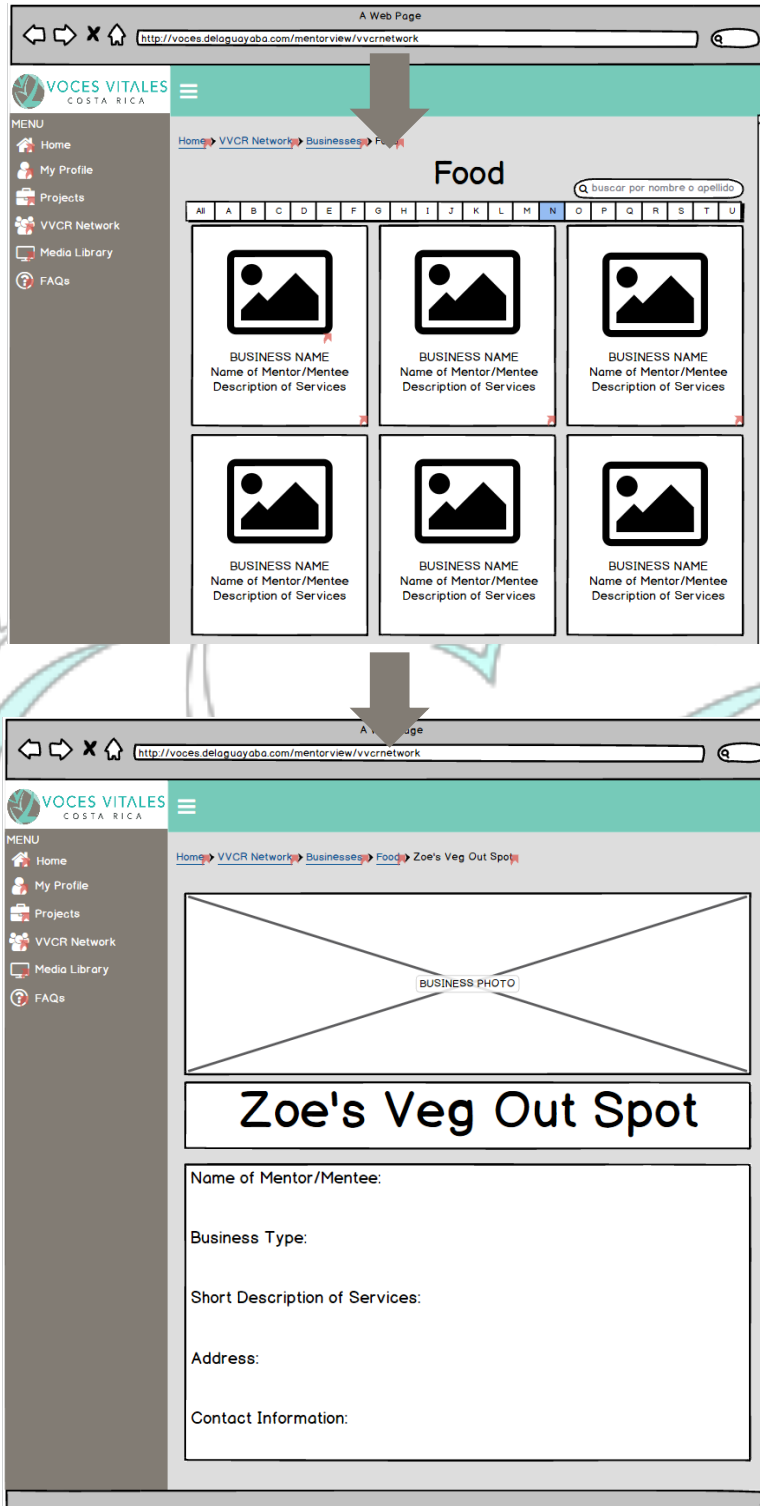 A Web Page
http://voces.delaguayaba.com/mentorview/vvcrnetwork
VOCES VITALES
COSTA RICA
MENU
Home
My Profile
Projects
VVCR Network
Media Library
FAQs
Home VVCR Network Businesses
Food
buscar por nombre o apellido
All A B C D E F G H I J K L M N O P Q R S T U
BUSINESS NAME BUSINESS NAME BUSINESS NAME
Name of Mentor/Mentee Name of Mentor/Mentee Name of Mentor/Mentee
Description of Services Description of Services Description of Services
BUSINESS NAME BUSINESS NAME BUSINESS NAME
Name of Mentor/Mentee Name of Mentor/Mentee Name of Mentor/Mentee
Description of Services Description of Services Description of Services
http://voces.delaguayaba.com/mentorview/vvcrnetwork
VOCES VITALES
COSTA RICA
MENU
Home
My Profile
Projects
VVCR Network
Media Library
FAQs
Home VVCR Network Businesses Food Zoe's Veg Out Spot
BUSINESS PHOTO
Zoe's Veg Out Spot
Name of Mentor/Mentee:
Business Type:
Short Description of Services:
Address:
Contact Information: